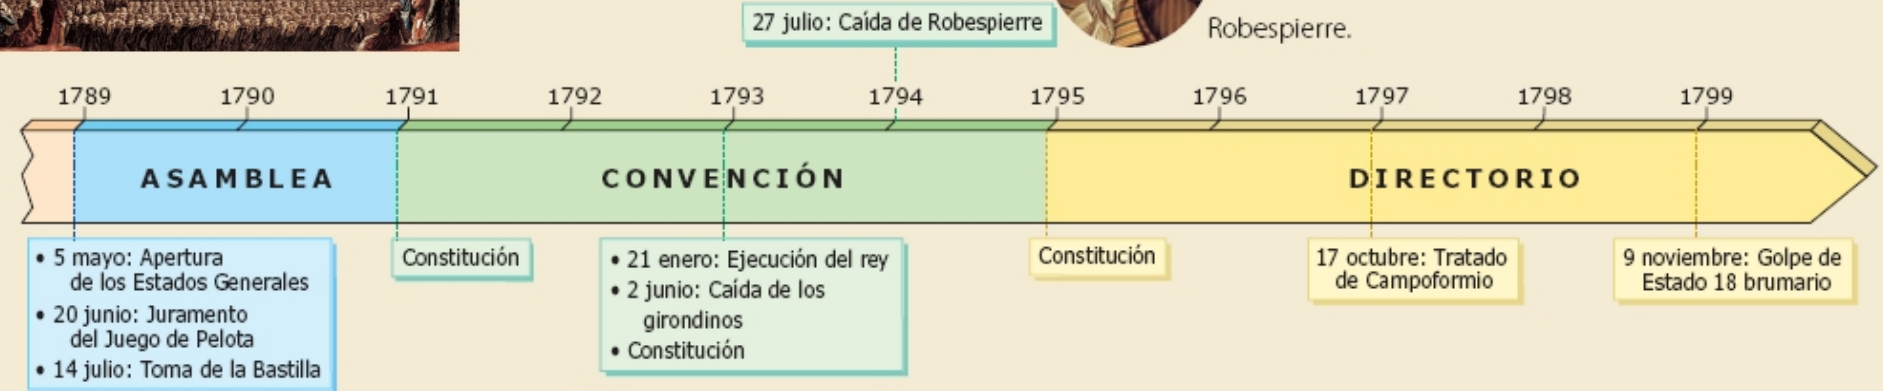 27 julio: Caída de Robespierre
Robespierre.
1789 1790 1791 1792 1793 1794 1795 1796 1797 1798 1799
ASAMBLEA CONVENCIÓN DIRECTORIO
• 5 mayo: Apertura
de los Estados Generales
• 20 junio: Juramento
del Juego de Pelota
• 14 julio: Toma de la Bastilla
Constitución
• 21 enero: Ejecución del rey
• 2 junio: Caída de los
girondinos
• Constitución
Constitución
17 octubre: Tratado
de Campoformio
9 noviembre: Golpe de
Estado 18 brumario